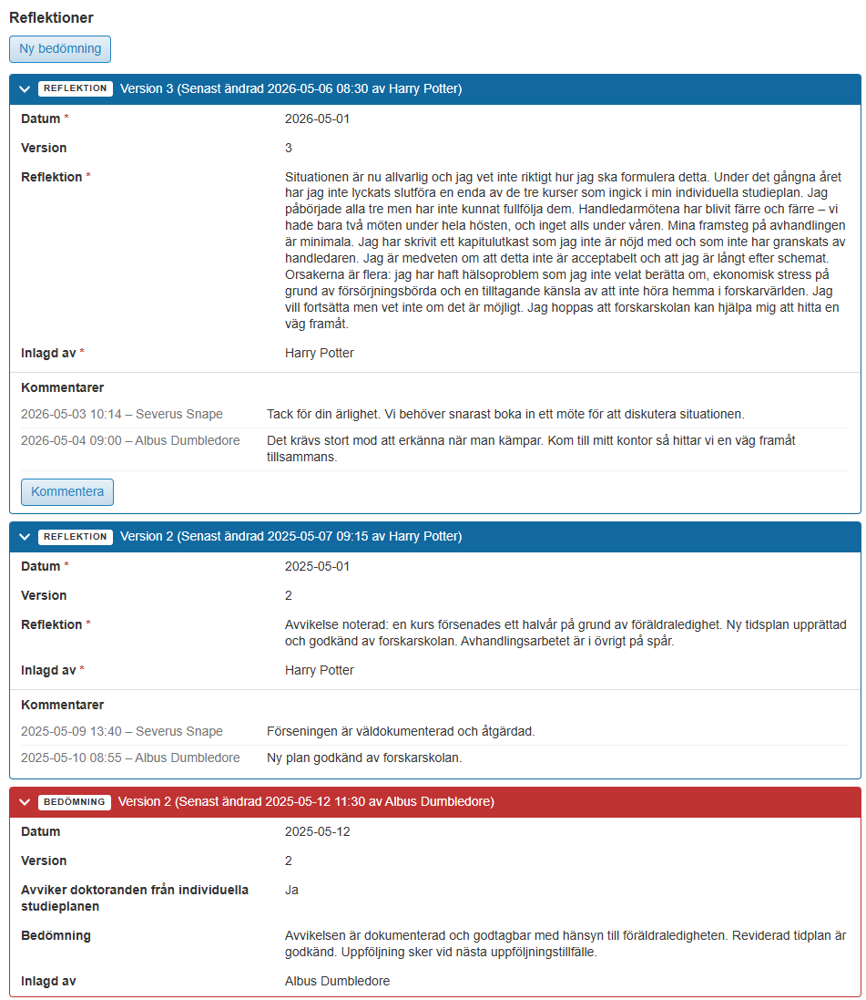 Reflektioner
Ny bedömning
REFLEKTION Version 3 (Senast ändrad 2026-05-06 08:30 av Harry Potter)
Datum * 2026-05-01
Version 3
Reflektion * Situationen är nu allvarlig och jag vet inte riktigt hur jag ska formulera detta. Under det gångna året
har jag inte lyckats slutföra en enda av de tre kurser som ingick i min individuella studieplan. Jag
påbörjade alla tre men har inte kunnat fullfölja dem. Handledarmötena har blivit färre och färre – vi
hade bara två möten under hela hösten, och inget alls under våren. Mina framsteg på avhandlingen
är minimala. Jag har skrivit ett kapitulutkast som jag inte är nöjd med och som inte har granskats av
handledaren. Jag är medveten om att detta inte är acceptabelt och att jag är långt efter schemat.
Orsakerna är flera: jag har haft hälsoproblem som jag inte velat berätta om, ekonomisk stress på
grund av försörjningsbörda och en tilltagande känsla av att inte höra hemma i forskarvärlden. Jag
vill fortsätta men vet inte om det är möjligt. Jag hoppas att forskarskolan kan hjälpa mig att hitta en
väg framåt.
Inlagd av * Harry Potter
Kommentarer
2026-05-03 10:14 – Severus Snape Tack för din ärlighet. Vi behöver snarast boka in ett möte för att diskutera situationen.
2026-05-04 09:00 – Albus Dumbledore Det krävs stort mod att erkänna när man kämpar. Kom till mitt kontor så hittar vi en väg framåt
tillsammans.
Kommentera
REFLEKTION Version 2 (Senast ändrad 2025-05-07 09:15 av Harry Potter)
Datum * 2025-05-01
Version 2
Reflektion * Avvikelse noterad: en kurs försenades ett halvår på grund av föräldraledighet. Ny tidsplan upprättad
och godkänd av forskarskolan. Avhandlingsarbetet är i övrigt på spår.
Inlagd av * Harry Potter
Kommentarer
2025-05-09 13:40 – Severus Snape Förseningen är väldokumenterad och åtgärdad.
2025-05-10 08:55 – Albus Dumbledore Ny plan godkänd av forskarskolan.
BEDÖMNING Version 2 (Senast ändrad 2025-05-12 11:30 av Albus Dumbledore)
Datum 2025-05-12
Version 2
Avviker doktoranden från individuella Ja
studieplanen
Bedömning Avvikelsen är dokumenterad och godtagbar med hänsyn till föräldraledigheten. Reviderad tidplan är
godkänd. Uppföljning sker vid nästa uppföljningstillfälle.
Inlagd av Albus Dumbledore